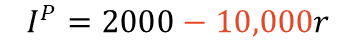 I^P = 2000 − 10,000r